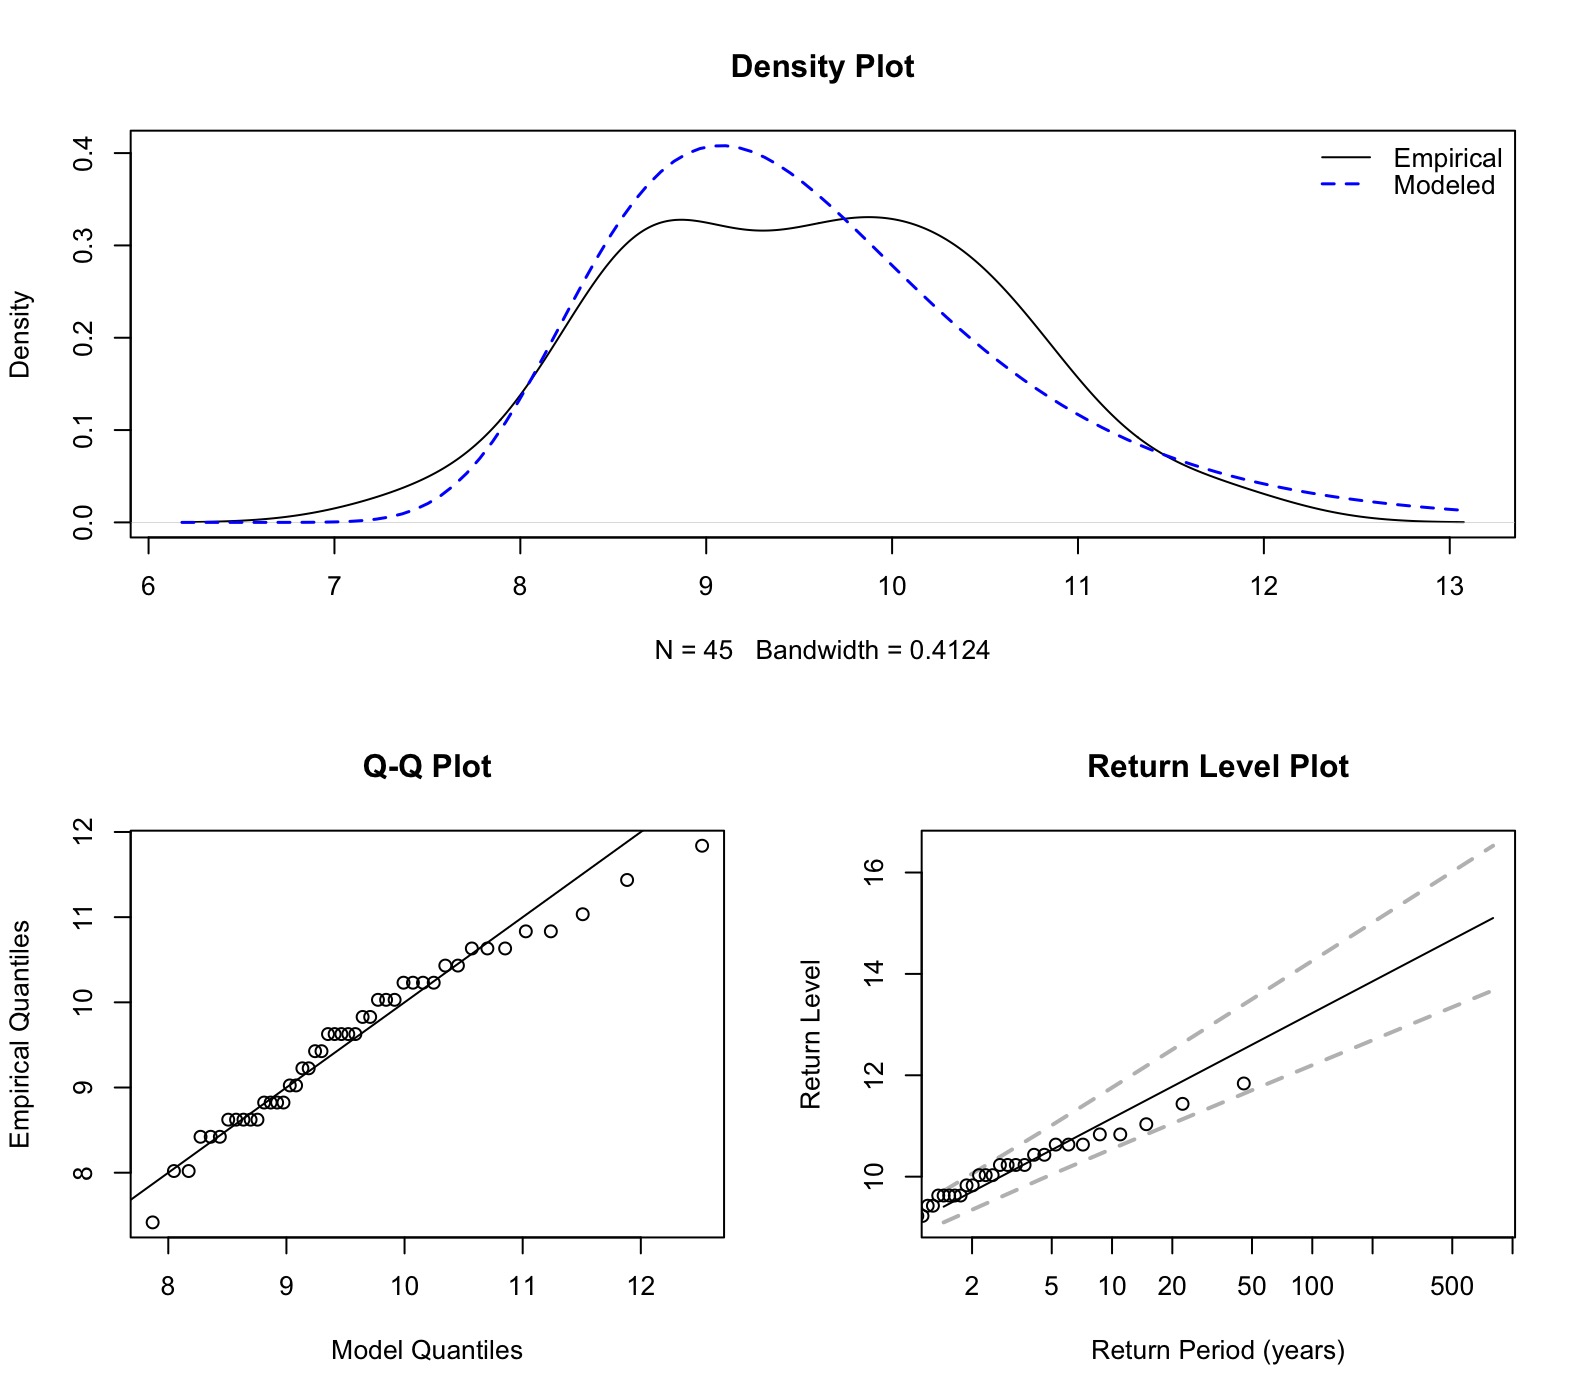 Density Plot
Empirical
Modeled
Density
0.0
0.1
0.2
0.3
0.4
6 7 8 9 10 11 12 13
N = 45 Bandwidth = 0.4124
Q-Q Plot
Empirical Quantiles
8
9
10
11
12
8 9 10 11 12
Model Quantiles
Return Level Plot
Return Level
10
12
14
16
2 5 10 20 50 100 500
Return Period (years)